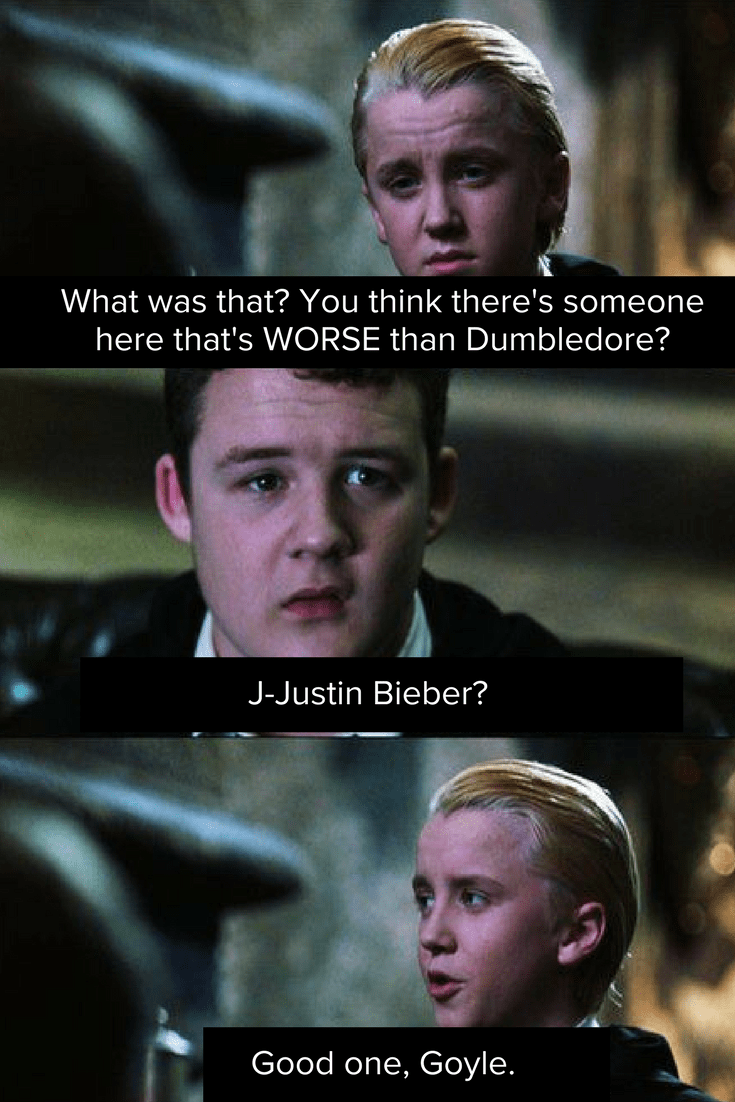 What was that? You think there's someone
here that's WORSE than Dumbledore?
J-Justin Bieber?
Good one, Goyle.